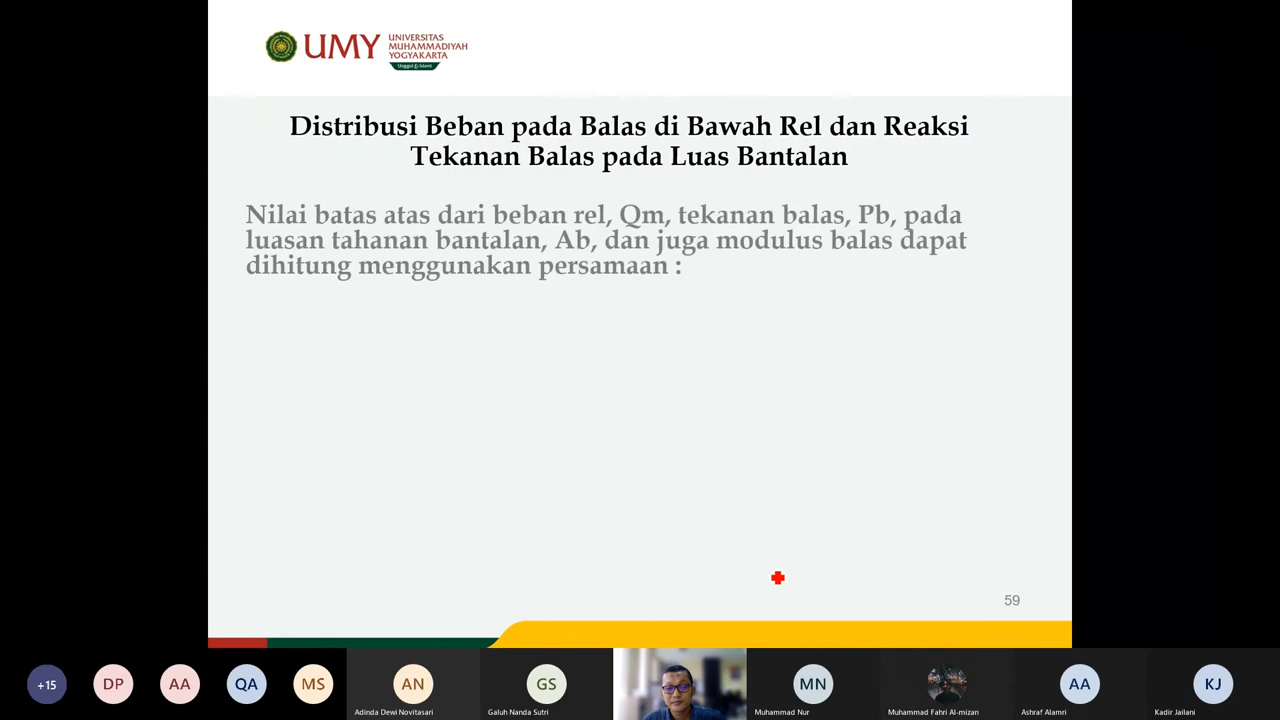 UMY
UNIVERSITAS
MUHAMMADIYAH
YOGYAKARTA
Unggul & Islami
Distribusi Beban pada Balas di Bawah Rel dan Reaksi
Tekanan Balas pada Luas Bantalan
Nilai batas atas dari beban rel, Qm, tekanan balas, Pb, pada
luasan tahanan bantalan, Ab, dan juga modulus balas dapat
dihitung menggunakan persamaan :
59
+15
DP
AA
QA
MS
AN
Adinda Dewi Novitasari
GS
Galuh Nanda Sutri
MN
Muhammad Nur
Muhammad Fahri Al-mizan
AA
Ashraf Alamri
KJ
Kadir Jailani